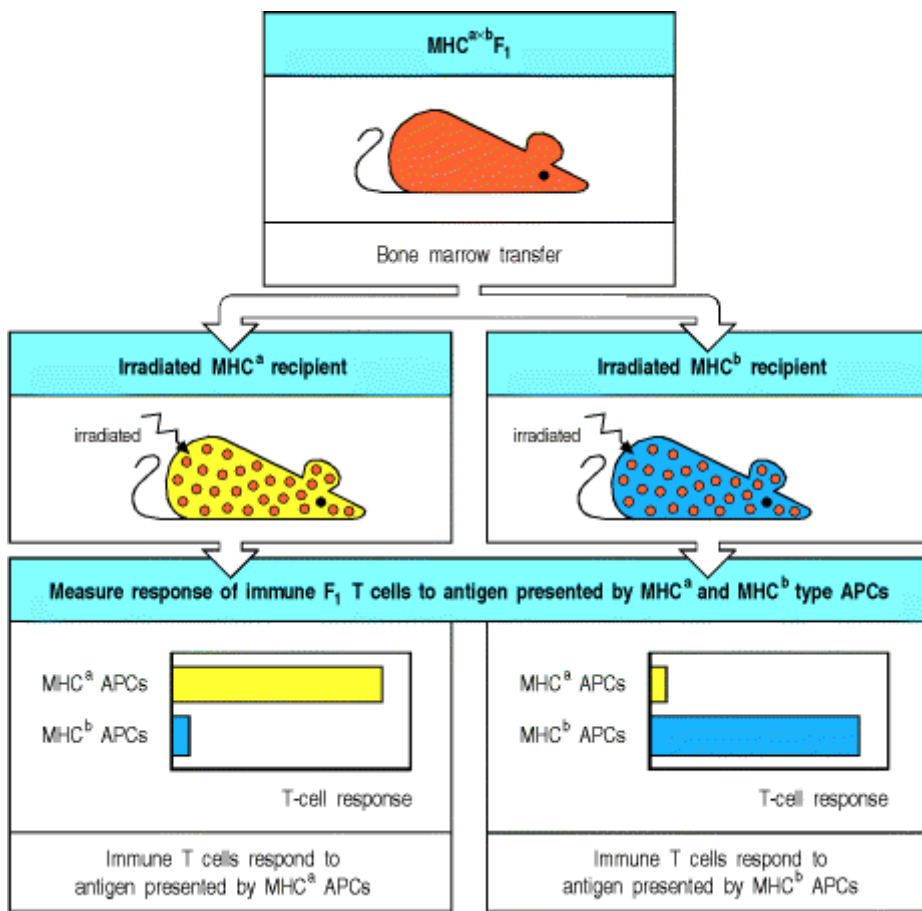 MHCᵃˣᵇF₁
Bone marrow transfer
Irradiated MHCᵃ recipient
irradiated
Irradiated MHCᵇ recipient
irradiated
Measure response of immune F₁ T cells to antigen presented by MHCᵃ and MHCᵇ type APCs
MHCᵃ APCs
MHCᵇ APCs
T-cell response
Immune T cells respond to
antigen presented by MHCᵃ APCs
MHCᵃ APCs
MHCᵇ APCs
T-cell response
Immune T cells respond to
antigen presented by MHCᵇ APCs